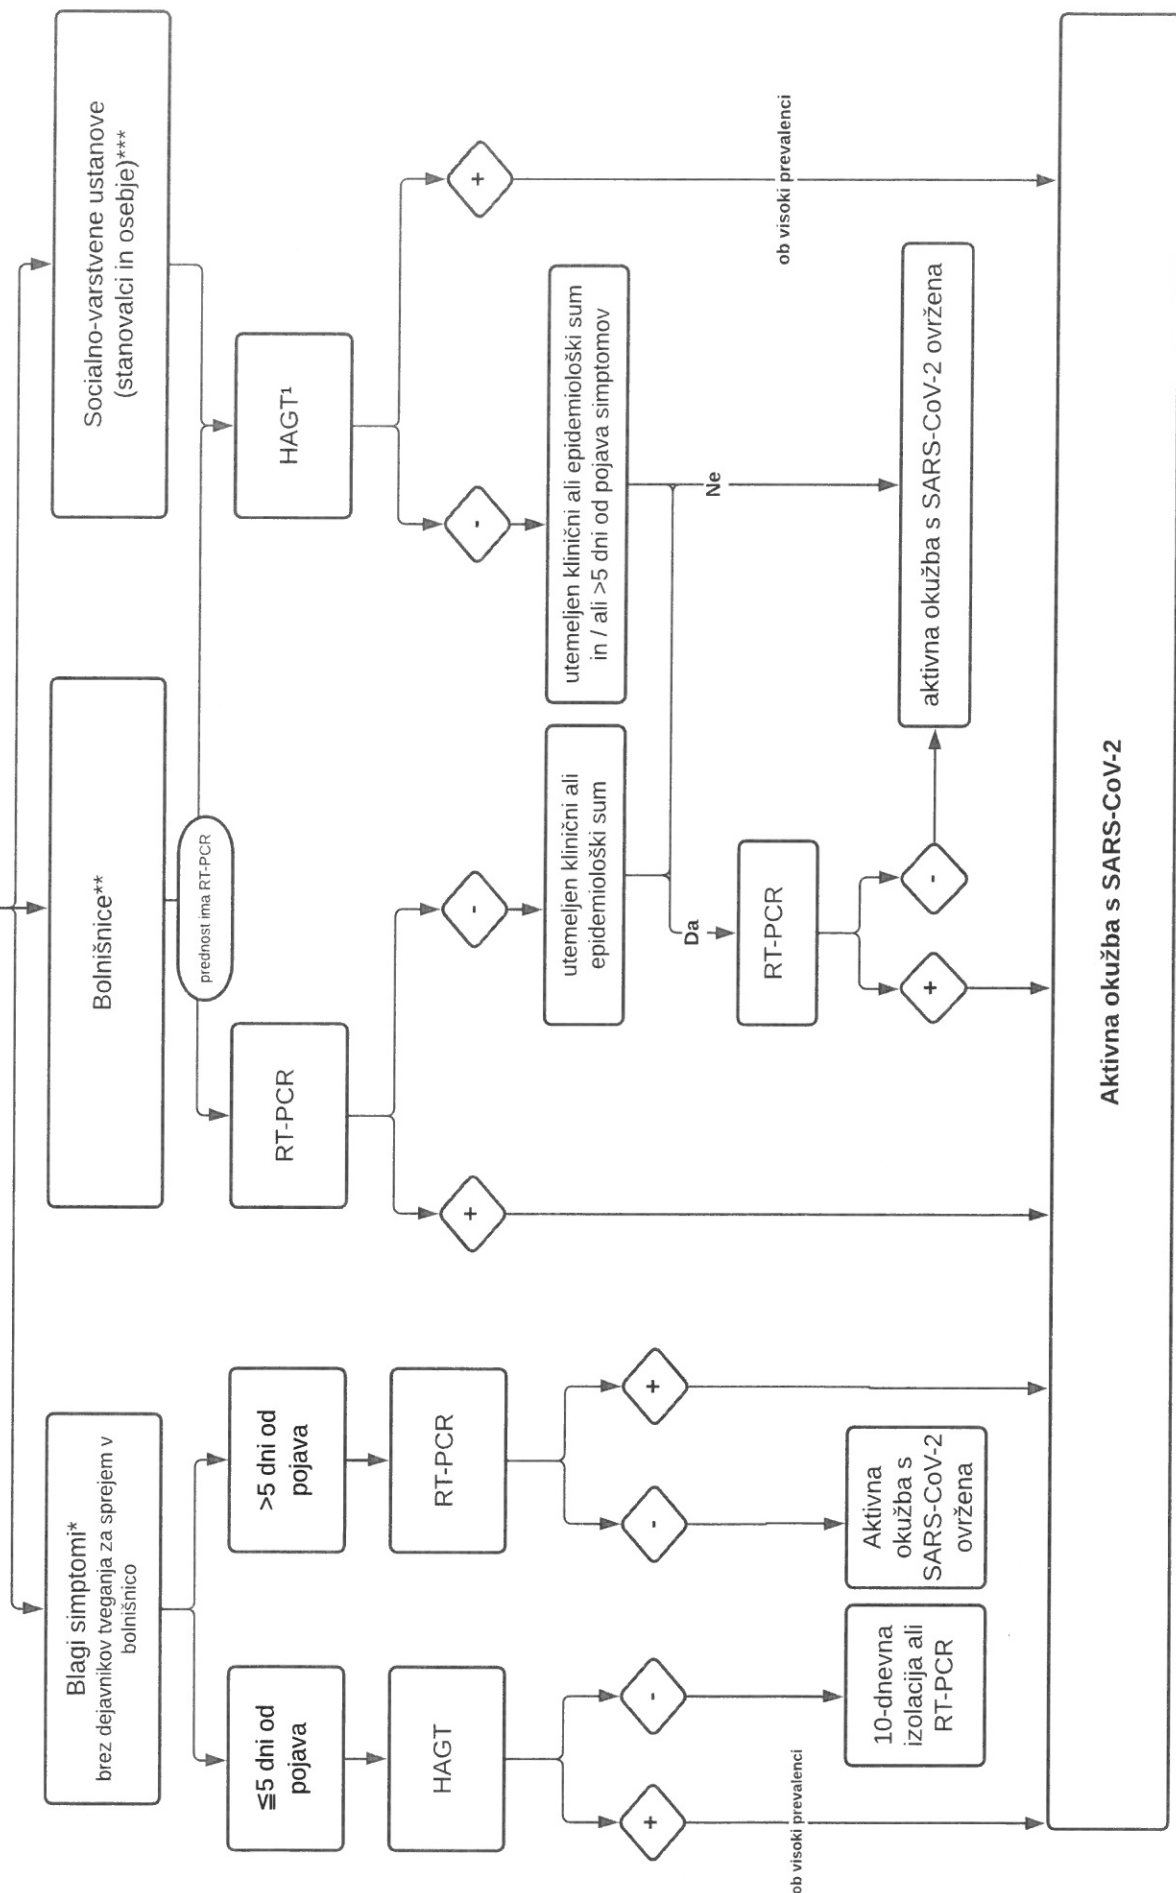 Blagi simptomi*
brez dejavnikov tveganja za sprejem v
bolnišnico
Bolnišnice**
Socialno-varstvene ustanove
(stanovalci in osebje)***
prednost ima RT-PCR
≦5 dni od
pojava
>5 dni od
pojava
RT-PCR
HAGT¹
HAGT
RT-PCR
+
-
-
+
+
-
-
+
utemeljen klinični ali
epidemiološki sum
utemeljen klinični ali epidemiološki sum
in / ali >5 dni od pojava simptomov
Da
Ne
RT-PCR
ob visoki prevalenci
ob visoki prevalenci
10-dnevna
izolacija ali
RT-PCR
Aktivna
okužba s
SARS-CoV-2
ovržena
+
-
aktivna okužba s SARS-CoV-2 ovržena
Aktivna okužba s SARS-CoV-2